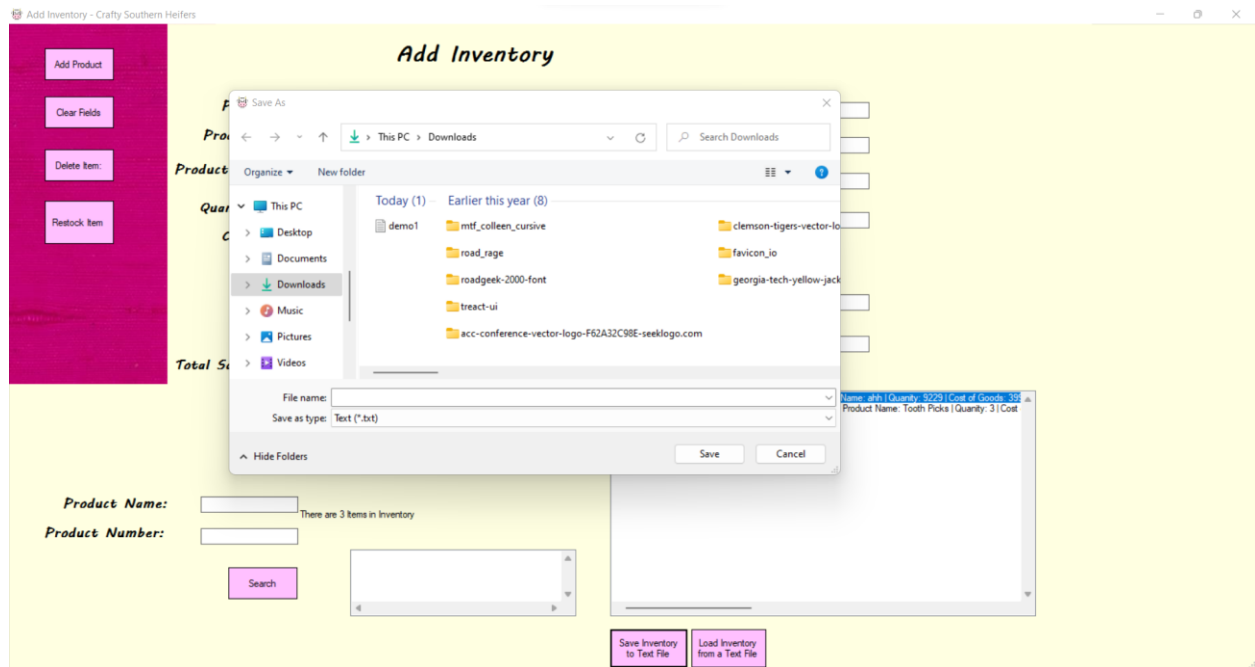 Add Inventory - Crafty Southern Heifers
Add Inventory
Add Product
Clear Fields
Delete Item:
Restock Item
Save As
This PC > Downloads
Search Downloads
Organize
New folder
This PC
Desktop
Documents
Downloads
Music
Pictures
Videos
Today (1)
demo1
Earlier this year (8)
mtf_colleen_cursive
road_rage
roadgeek-2000-font
treact-ui
acc-conference-vector-logo-F62A32C98E-seeklogo.com
clemson-tigers-vector-lo
favicon_io
georgia-tech-yellow-jack
File name:
Save as type: Text (*.txt)
Hide Folders
Save
Cancel
Product
Quan
Total Sa
Name: ahh | Quanity: 9229 | Cost of Goods: 399
Product Name: Tooth Picks | Quanity: 3 | Cost
Product Name:
There are 3 Items in Inventory
Product Number:
Search
Save Inventory
to Text File
Load Inventory
from a Text File